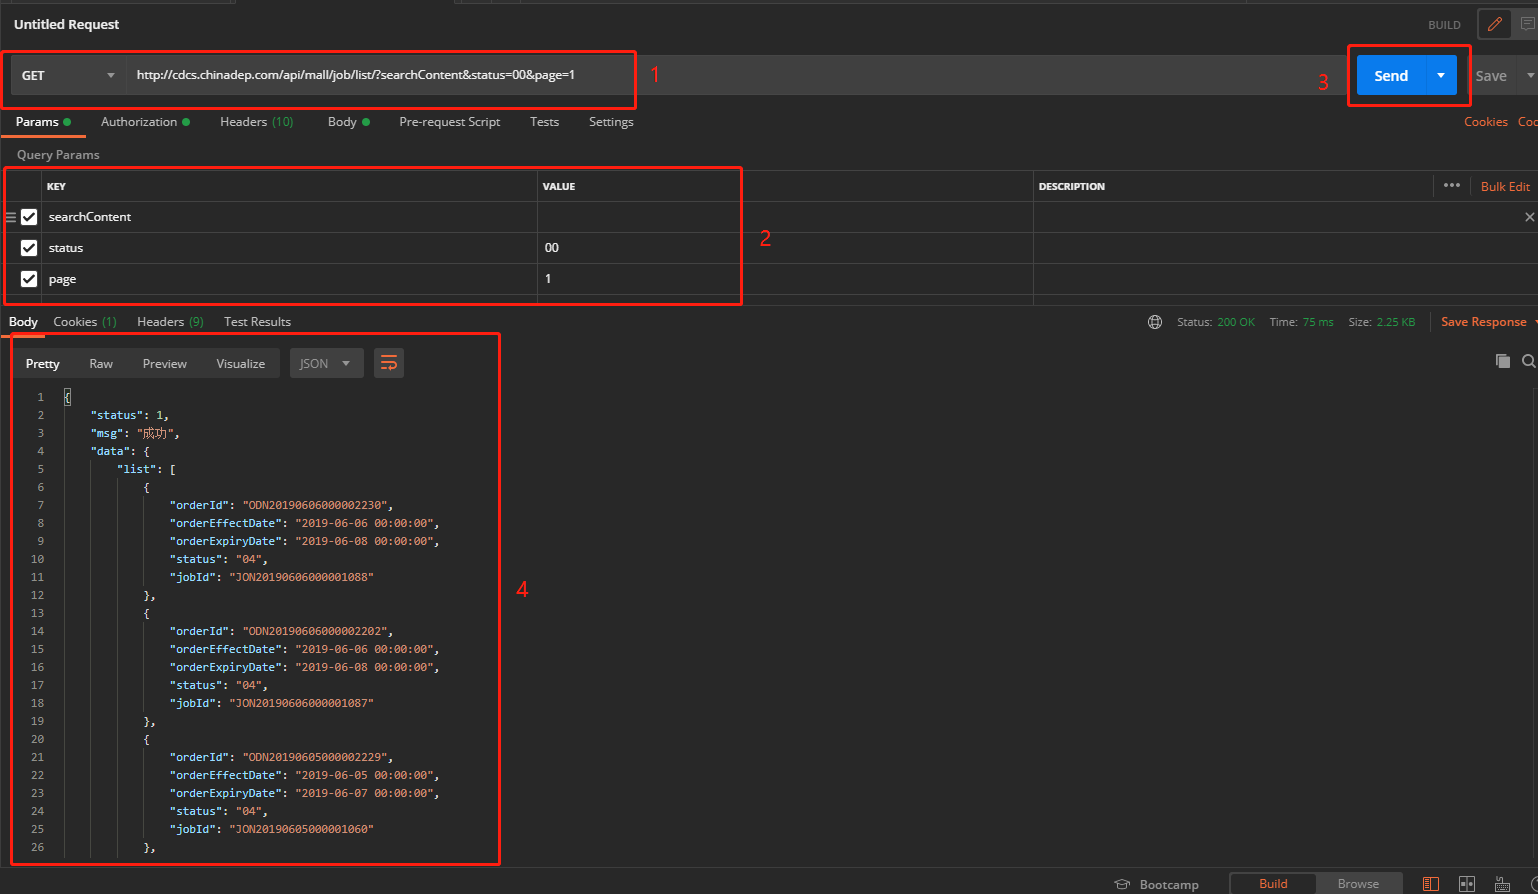 Untitled Request
BUILD
GET http://cdcs.chinadep.com/api/mall/job/list/?searchContent&status=00&page=1
1
3
Send
Save
Params
Authorization
Headers (10)
Body
Pre-request Script
Tests
Settings
Cookies
Query Params
KEY VALUE DESCRIPTION
Bulk Edit
searchContent
status 00
page 1
2
Body
Cookies (1)
Headers (9)
Test Results
Status: 200 OK
Time: 75 ms
Size: 2.25 KB
Save Response
Pretty
Raw
Preview
Visualize
JSON
1 {
2 "status": 1,
3 "msg": "成功",
4 "data": {
5 "list": [
6 {
7 "orderId": "ODN20190606000002230",
8 "orderEffectDate": "2019-06-06 00:00:00",
9 "orderExpiryDate": "2019-06-08 00:00:00",
10 "status": "04",
11 "jobId": "JON20190606000001088"
12 },
13 {
14 "orderId": "ODN20190606000002202",
15 "orderEffectDate": "2019-06-06 00:00:00",
16 "orderExpiryDate": "2019-06-08 00:00:00",
17 "status": "04",
18 "jobId": "JON20190606000001087"
19 },
20 {
21 "orderId": "ODN20190605000002229",
22 "orderEffectDate": "2019-06-05 00:00:00",
23 "orderExpiryDate": "2019-06-07 00:00:00",
24 "status": "04",
25 "jobId": "JON20190605000001060"
26 },
4
Bootcamp
Build
Browse